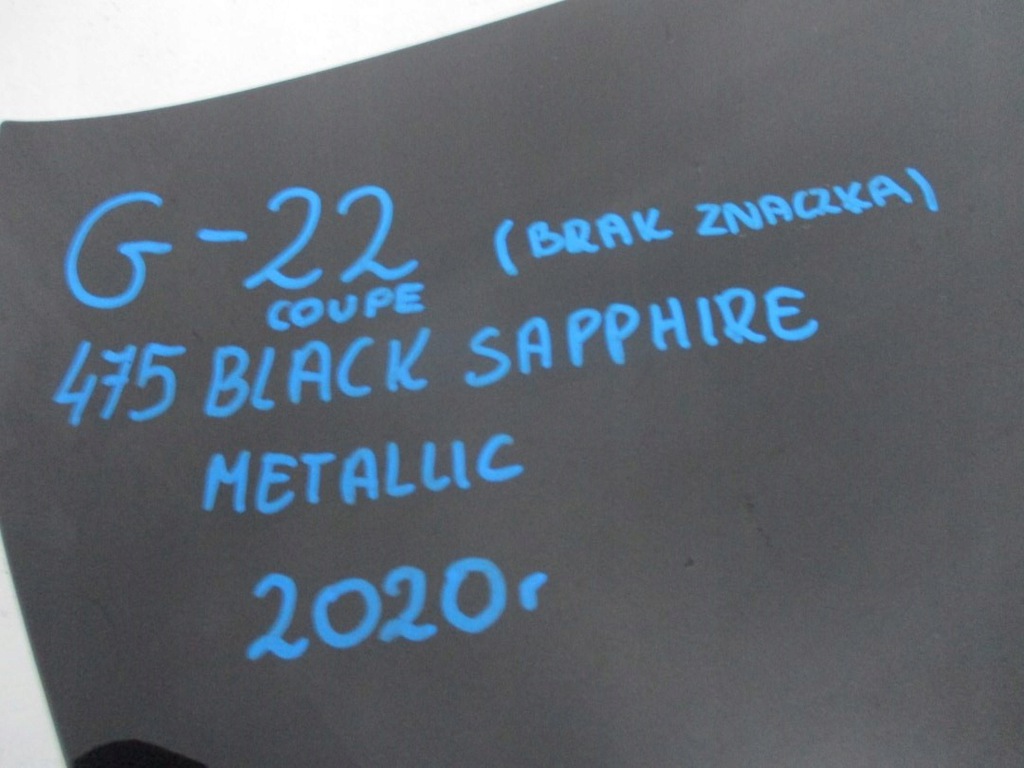 G-22 (BRAK ZNACZKA)
COUPE
475 BLACK SAPPHIRE
METALLIC
2020r